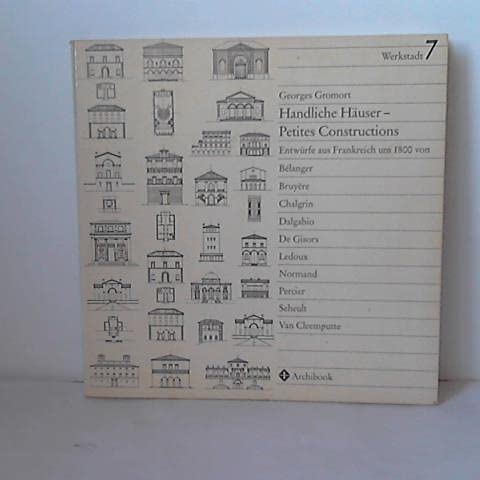 Werkstadt 7
Georges Gromort
Handliche Häuser –
Petites Constructions
Entwürfe aus Frankreich um 1800 von
Bélanger
Bruyère
Chalgrin
Dalgabio
De Gisors
Ledoux
Normand
Percier
Seheult
Van Cleemputte
Archibook